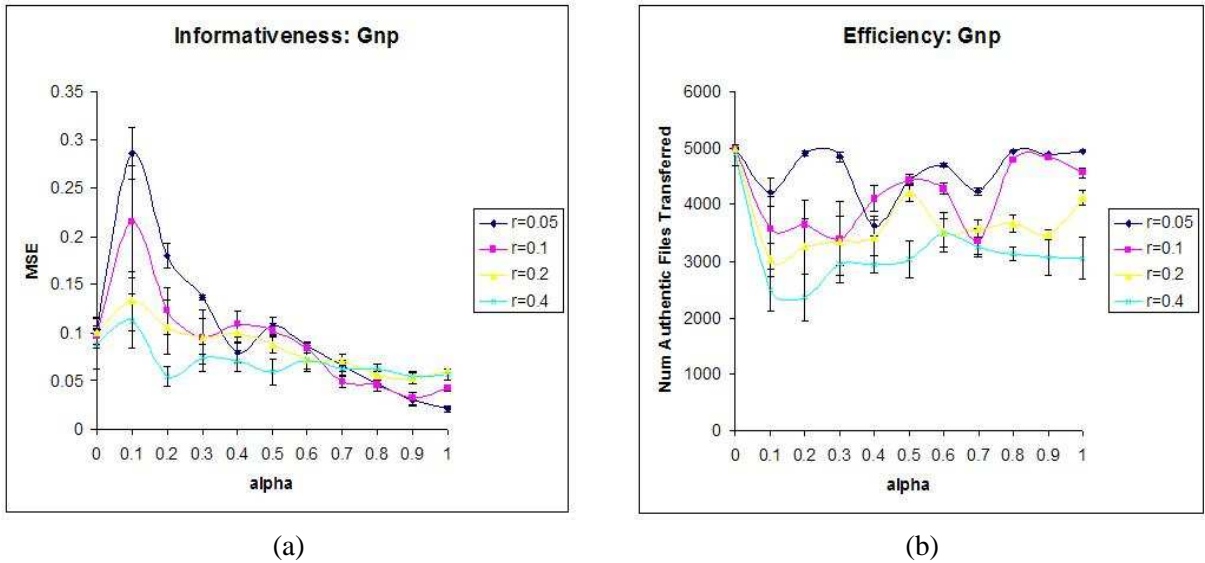 Informativeness: Gnp
0.35
0.3
0.25
0.2
0.15
0.1
0.05
0
MSE
0 0.1 0.2 0.3 0.4 0.5 0.6 0.7 0.8 0.9 1
alpha
r=0.05
r=0.1
r=0.2
r=0.4
(a)
Efficiency: Gnp
6000
5000
4000
3000
2000
1000
0
Num Authentic Files Transferred
0 0.1 0.2 0.3 0.4 0.5 0.6 0.7 0.8 0.9 1
alpha
r=0.05
r=0.1
r=0.2
r=0.4
(b)